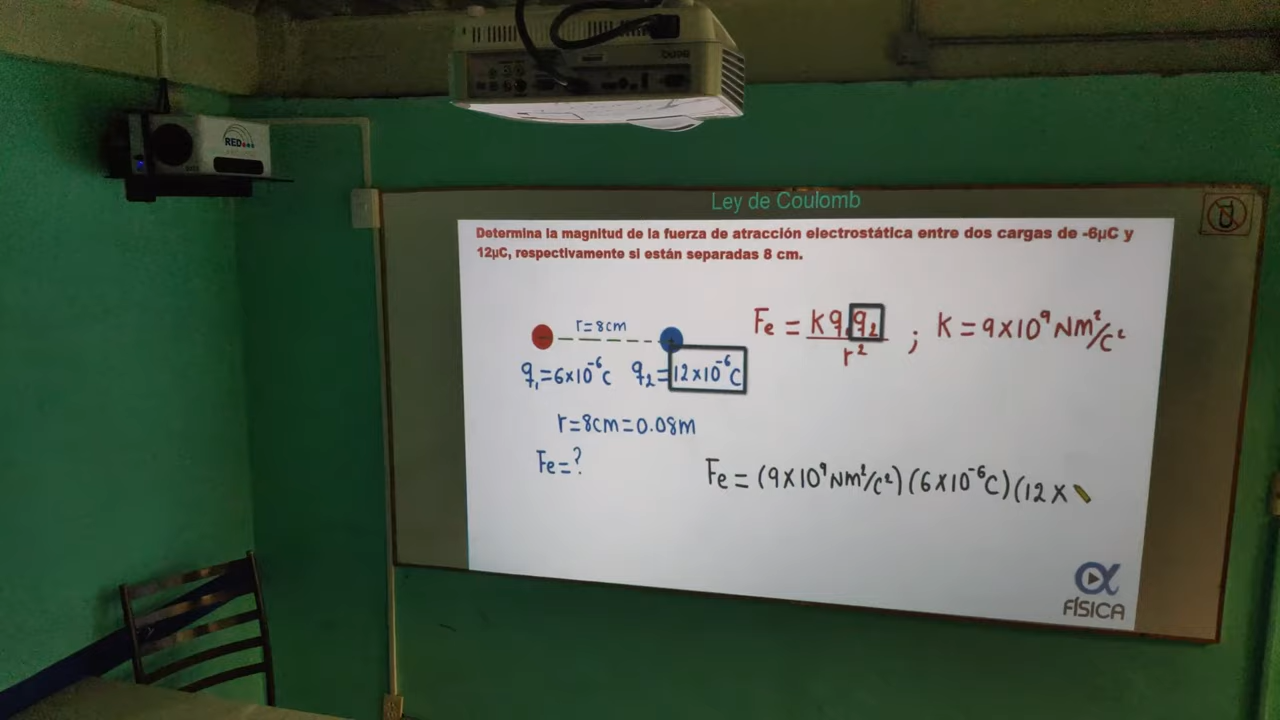 BENQ
RED
Ley de Coulomb
Determina la magnitud de la fuerza de atracción electrostática entre dos cargas de -6µC y
12µC, respectivamente si están separadas 8 cm.
r=8cm
Fe = Kq₁q₂/r² ; K=9x10⁹Nm²/C²
q₁=6x10⁻⁶C q₂=12x10⁻⁶C
r=8cm=0.08m
Fe=?
Fe=(9x10⁹Nm²/C²)(6x10⁻⁶C)(12x
α
FÍSICA